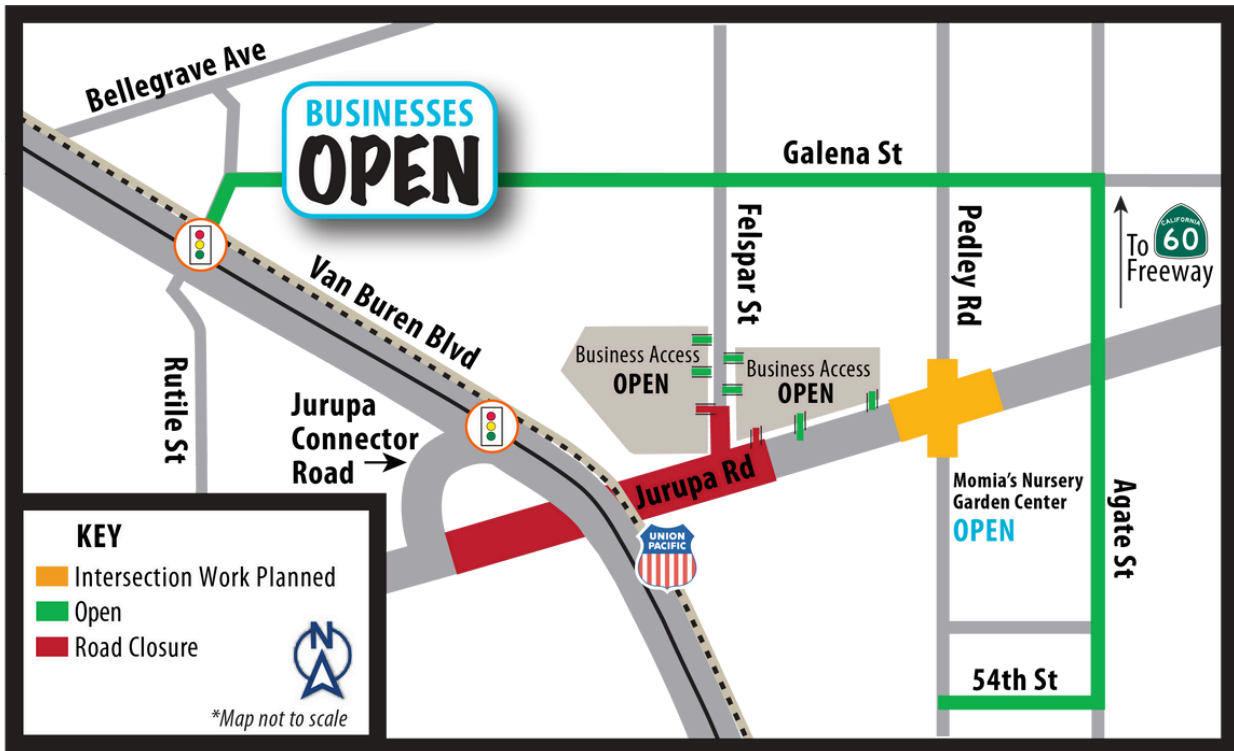 Bellegrave Ave
BUSINESSES
OPEN
Galena St
Felspar St
Pedley Rd
To
Freeway
CALIFORNIA
60
Van Buren Blvd
Rutile St
Jurupa
Connector
Road
Business Access
OPEN
Business Access
OPEN
Jurupa Rd
UNION
PACIFIC
Momia's Nursery
Garden Center
OPEN
Agate St
54th St
KEY
Intersection Work Planned
Open
Road Closure
N
*Map not to scale